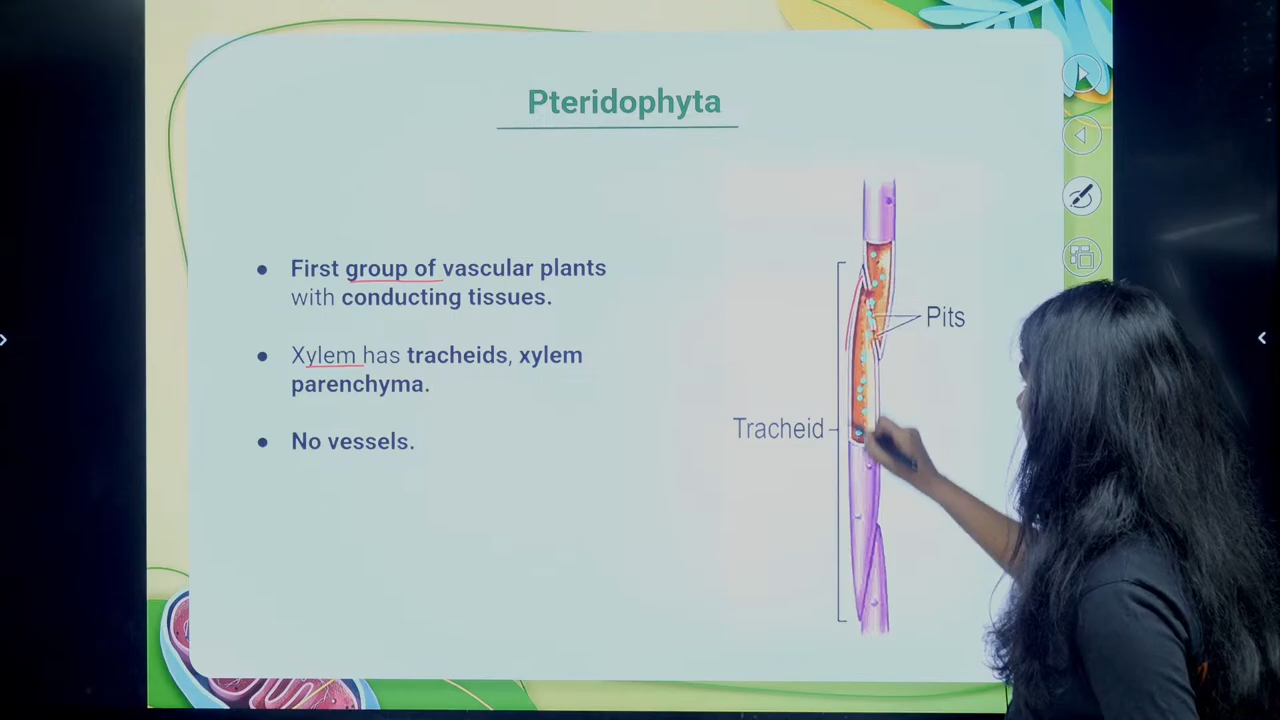 Pteridophyta
● First group of vascular plants
with conducting tissues.
● Xylem has tracheids, xylem
parenchyma.
● No vessels.
Pits
Tracheid